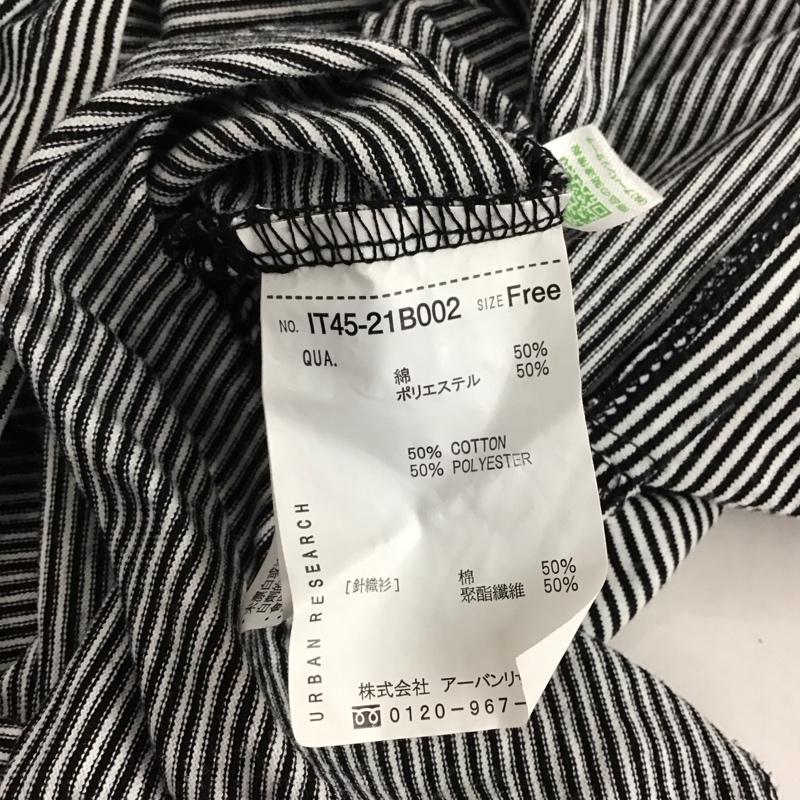 NO. IT45-21B002 SIZE Free
QUA.
綿 50%
ポリエステル 50%
50% COTTON
50% POLYESTER
URBAN RESEARCH
[針織衫]
棉 50%
聚酯纖維 50%
株式会社 アーバンリサ
0120-967-